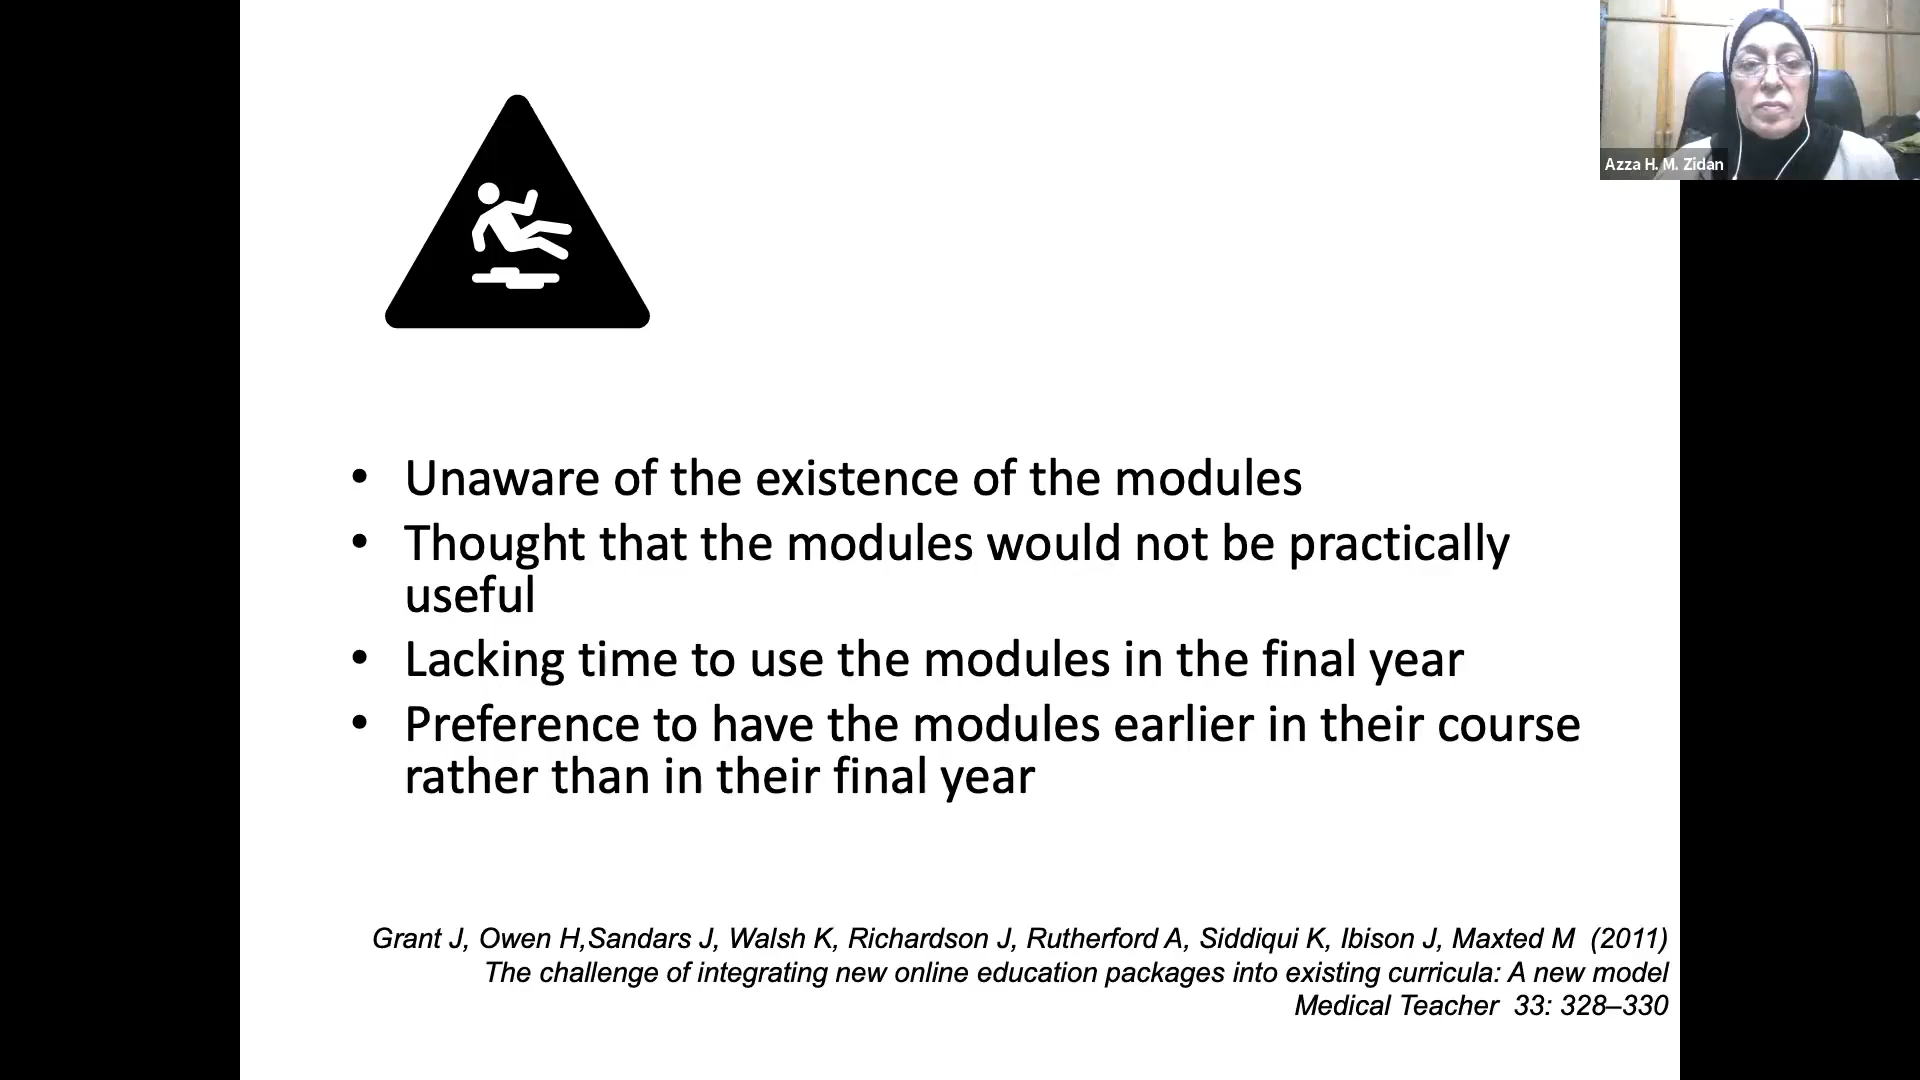 Azza H. M. Zidan
• Unaware of the existence of the modules
• Thought that the modules would not be practically
useful
• Lacking time to use the modules in the final year
• Preference to have the modules earlier in their course
rather than in their final year
Grant J, Owen H,Sandars J, Walsh K, Richardson J, Rutherford A, Siddiqui K, Ibison J, Maxted M (2011)
The challenge of integrating new online education packages into existing curricula: A new model
Medical Teacher 33: 328–330